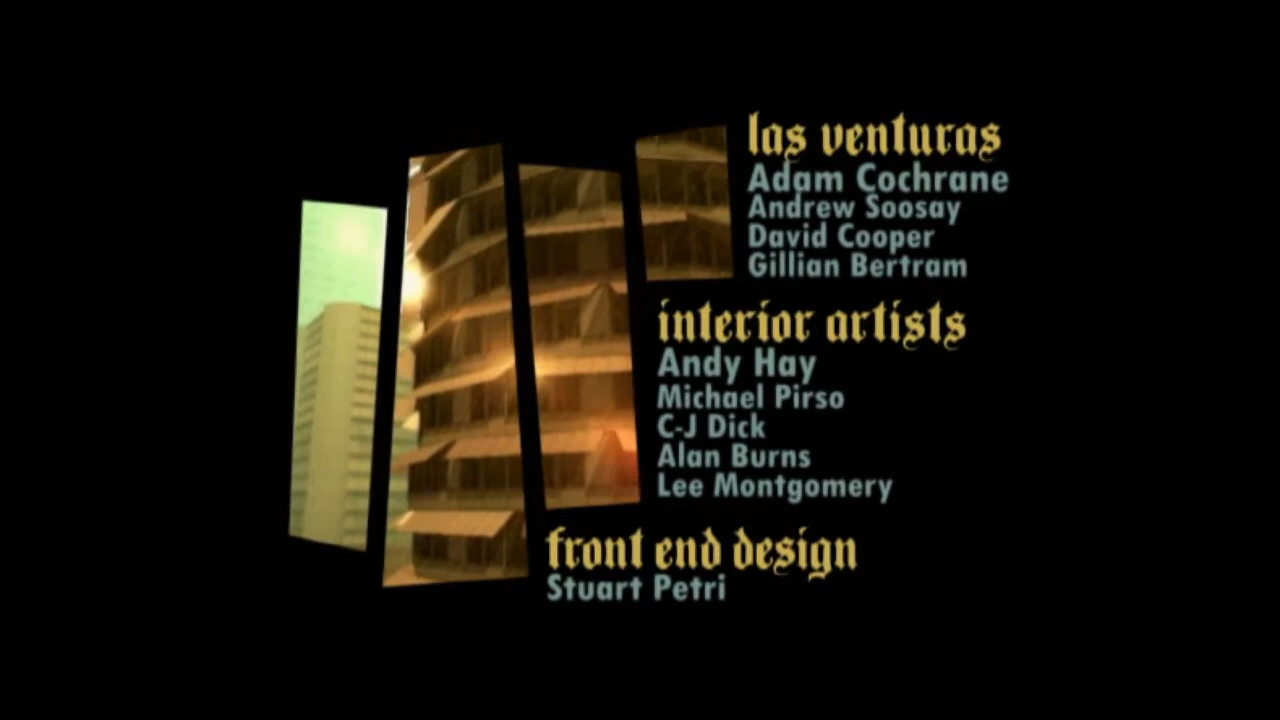 las venturas
Adam Cochrane
Andrew Soosay
David Cooper
Gillian Bertram
interior artists
Andy Hay
Michael Pirso
C-J Dick
Alan Burns
Lee Montgomery
front end design
Stuart Petri